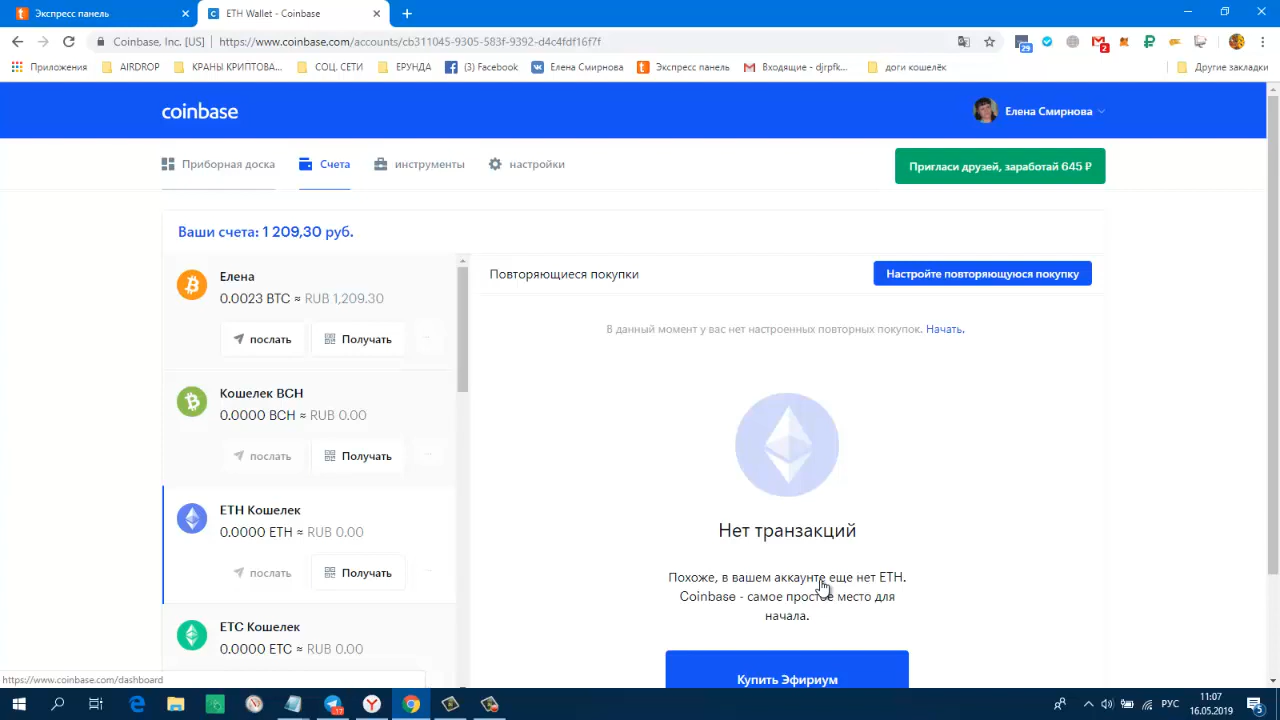 Экспресс панель
ETH Wallet - Coinbase
Coinbase, Inc. [US]
https://www.coinbase.com/accounts/cb311045-9305-583f-9392-d4c4fdf16f7f
29
2
Приложения
AIRDROP
КРАНЫ КРИПТОВА...
СОЦ. СЕТИ
ЕРУНДА
(3) Facebook
Елена Смирнова
Экспресс панель
Входящие - djrpfk...
доги кошелёк
Другие закладки
coinbase
Елена Смирнова
Приборная доска
Счета
инструменты
настройки
Пригласи друзей, заработай 645 ₽
Ваши счета: 1 209,30 руб.
Елена
0.0023 BTC ≈ RUB 1,209.30
послать
Получать
Кошелек BCH
0.0000 BCH ≈ RUB 0.00
послать
Получать
ETH Кошелек
0.0000 ETH ≈ RUB 0.00
послать
Получать
ETC Кошелек
0.0000 ETC ≈ RUB 0.00
Повторяющиеся покупки
Настройте повторяющуюся покупку
В данный момент у вас нет настроенных повторных покупок. Начать.
Нет транзакций
Похоже, в вашем аккаунте еще нет ETH.
Coinbase - самое простое место для
начала.
Купить Эфириум
https://www.coinbase.com/dashboard
17
РУС
11:07
16.05.2019
5